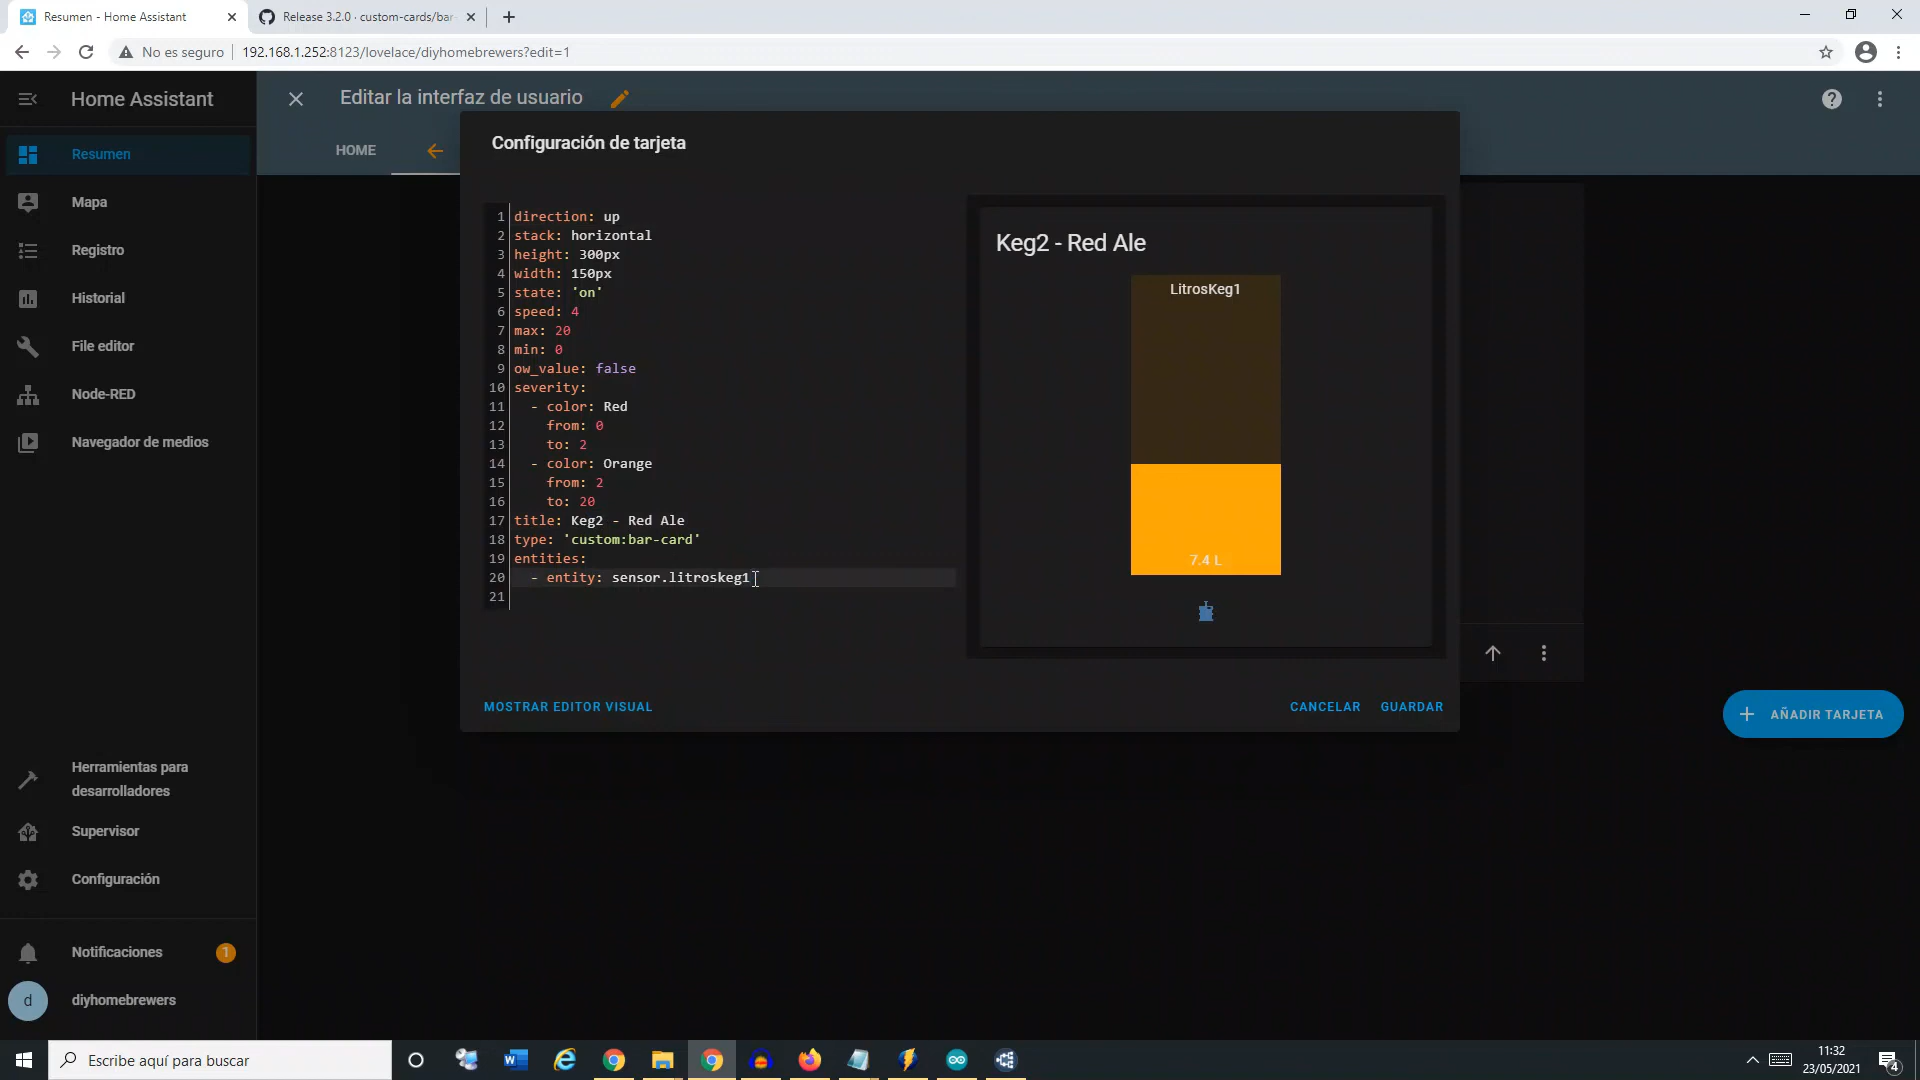 Resumen - Home Assistant
Release 3.2.0 · custom-cards/bar-
No es seguro
192.168.1.252:8123/lovelace/diyhomebrewers?edit=1
Home Assistant
Editar la interfaz de usuario
HOME
Resumen
Mapa
Registro
Historial
File editor
Node-RED
Navegador de medios
Herramientas para
desarrolladores
Supervisor
Configuración
Notificaciones
1
d
diyhomebrewers
Configuración de tarjeta
1 direction: up
2 stack: horizontal
3 height: 300px
4 width: 150px
5 state: 'on'
6 speed: 4
7 max: 20
8 min: 0
9 ow_value: false
10 severity:
11 - color: Red
12 from: 0
13 to: 2
14 - color: Orange
15 from: 2
16 to: 20
17 title: Keg2 - Red Ale
18 type: 'custom:bar-card'
19 entities:
20 - entity: sensor.litroskeg1
21
Keg2 - Red Ale
LitrosKeg1
7.4 L
MOSTRAR EDITOR VISUAL
CANCELAR
GUARDAR
AÑADIR TARJETA
Escribe aquí para buscar
11:32
23/05/2021
4